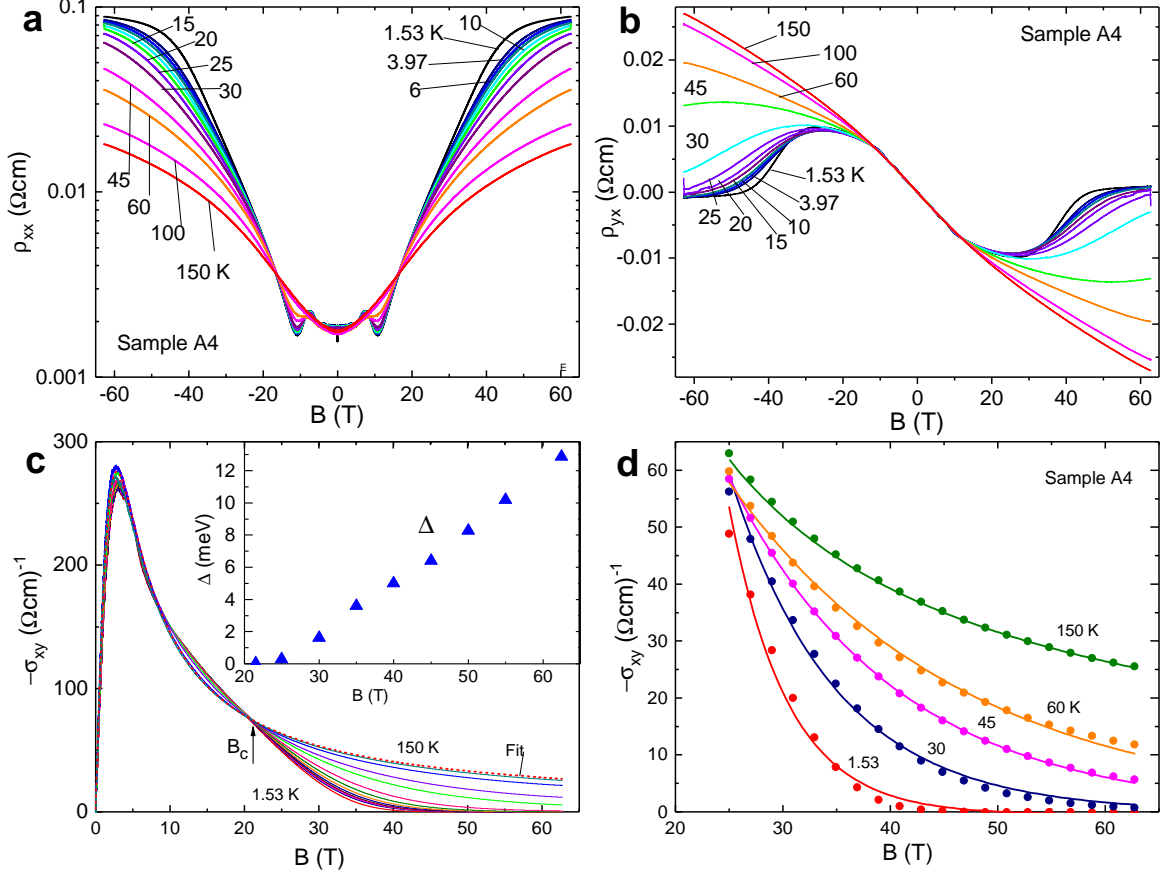 a
ρxx (Ωcm)
0.1
0.01
0.001
15
20
25
30
45
60
100
150 K
1.53 K
3.97
6
10
Sample A4
-60 -40 -20 0 20 40 60
B (T)
b
Sample A4
ρyx (Ωcm)
0.02
0.01
0.00
-0.01
-0.02
150
100
60
45
30
1.53 K
3.97
10
15
20
25
-60 -40 -20 0 20 40 60
B (T)
c
−σxy (Ωcm)-1
300
200
100
0
Δ (meV)
12
10
8
6
4
2
0
Δ
20 30 40 50 60
B (T)
Bc
150 K
Fit
1.53 K
0 10 20 30 40 50 60
B (T)
d
Sample A4
−σxy (Ωcm)-1
60
50
40
30
20
10
0
150 K
60 K
45
30
1.53
20 30 40 50 60
B (T)